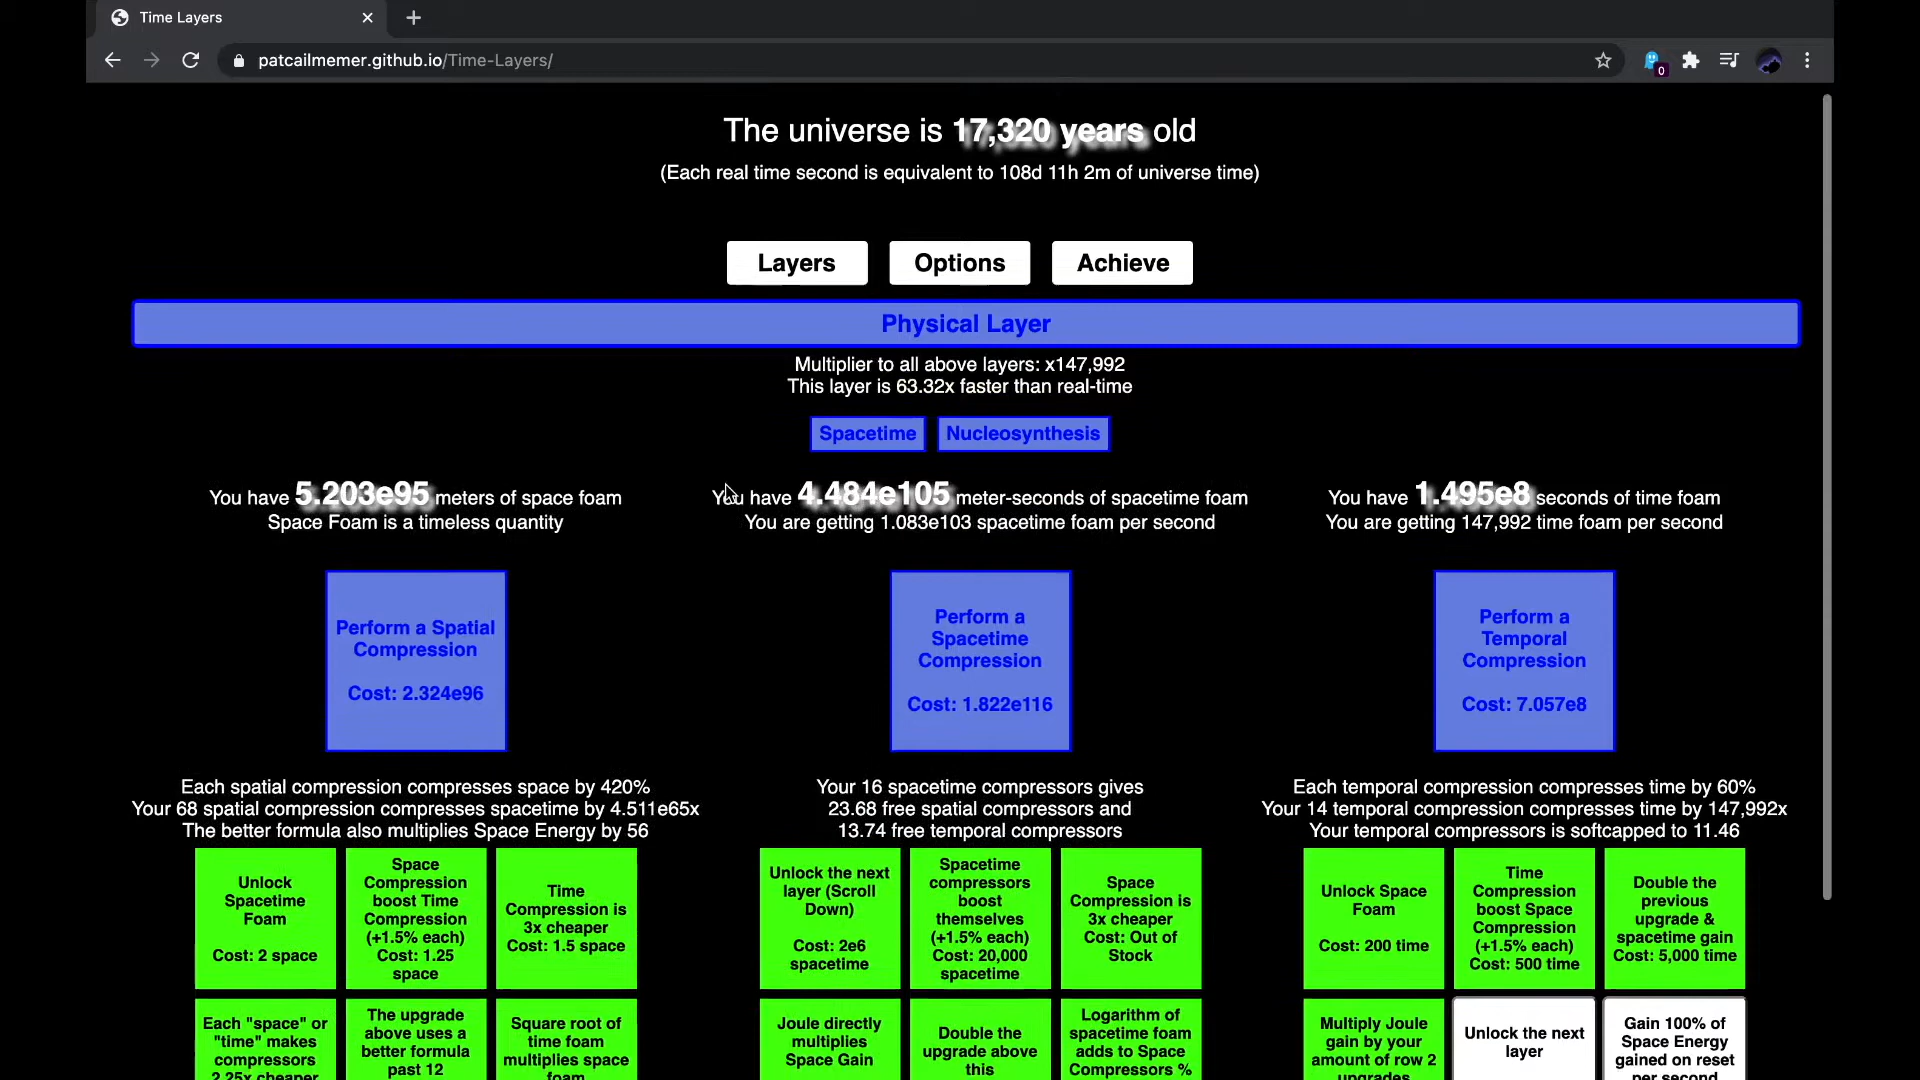 Time Layers
patcailmemer.github.io/Time-Layers/
0
The universe is 17,320 years old
(Each real time second is equivalent to 108d 11h 2m of universe time)
Layers
Options
Achieve
Physical Layer
Multiplier to all above layers: x147,992
This layer is 63.32x faster than real-time
Spacetime
Nucleosynthesis
You have 5.203e95 meters of space foam
Space Foam is a timeless quantity
You have 4.484e105 meter-seconds of spacetime foam
You are getting 1.083e103 spacetime foam per second
You have 1.495e8 seconds of time foam
You are getting 147,992 time foam per second
Perform a Spatial
Compression
Cost: 2.324e96
Perform a
Spacetime
Compression
Cost: 1.822e116
Perform a
Temporal
Compression
Cost: 7.057e8
Each spatial compression compresses space by 420%
Your 68 spatial compression compresses spacetime by 4.511e65x
The better formula also multiplies Space Energy by 56
Your 16 spacetime compressors gives
23.68 free spatial compressors and
13.74 free temporal compressors
Each temporal compression compresses time by 60%
Your 14 temporal compression compresses time by 147,992x
Your temporal compressors is softcapped to 11.46
Unlock
Spacetime
Foam
Cost: 2 space
Space
Compression
boost Time
Compression
(+1.5% each)
Cost: 1.25
space
Time
Compression is
3x cheaper
Cost: 1.5 space
Unlock the next
layer (Scroll
Down)
Cost: 2e6
spacetime
Spacetime
compressors
boost
themselves
(+1.5% each)
Cost: 20,000
spacetime
Space
Compression is
3x cheaper
Cost: Out of
Stock
Unlock Space
Foam
Cost: 200 time
Time
Compression
boost Space
Compression
(+1.5% each)
Cost: 500 time
Double the
previous
upgrade &
spacetime gain
Cost: 5,000 time
Each "space" or
"time" makes
compressors
2.25x cheaper
The upgrade
above uses a
better formula
past 12
Square root of
time foam
multiplies space
foam
Joule directly
multiplies
Space Gain
Double the
upgrade above
this
Logarithm of
spacetime foam
adds to Space
Compressors %
Multiply Joule
gain by your
amount of row 2
upgrades
Unlock the next
layer
Gain 100% of
Space Energy
gained on reset
per second